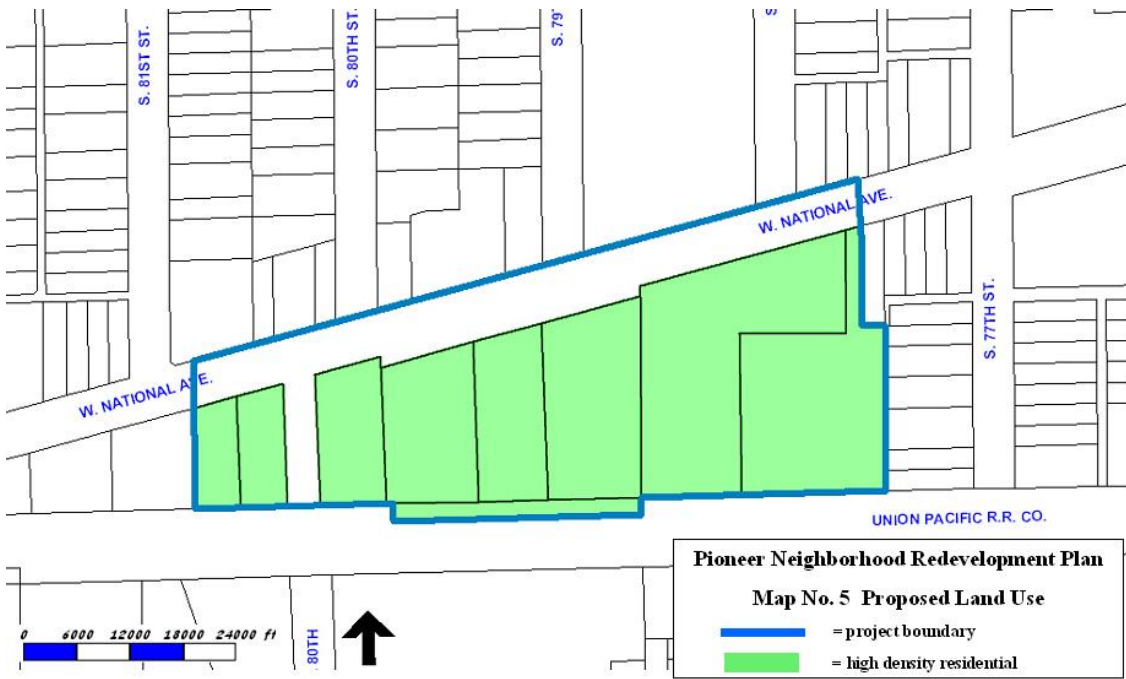 S. 81ST ST.
S. 80TH ST.
S. 79T
S
W. NATIONAL AVE.
W. NATIONAL AVE.
S. 77TH ST.
UNION PACIFIC R.R. CO.
80TH
0 6000 12000 18000 24000 ft
Pioneer Neighborhood Redevelopment Plan
Map No. 5 Proposed Land Use
= project boundary
= high density residential